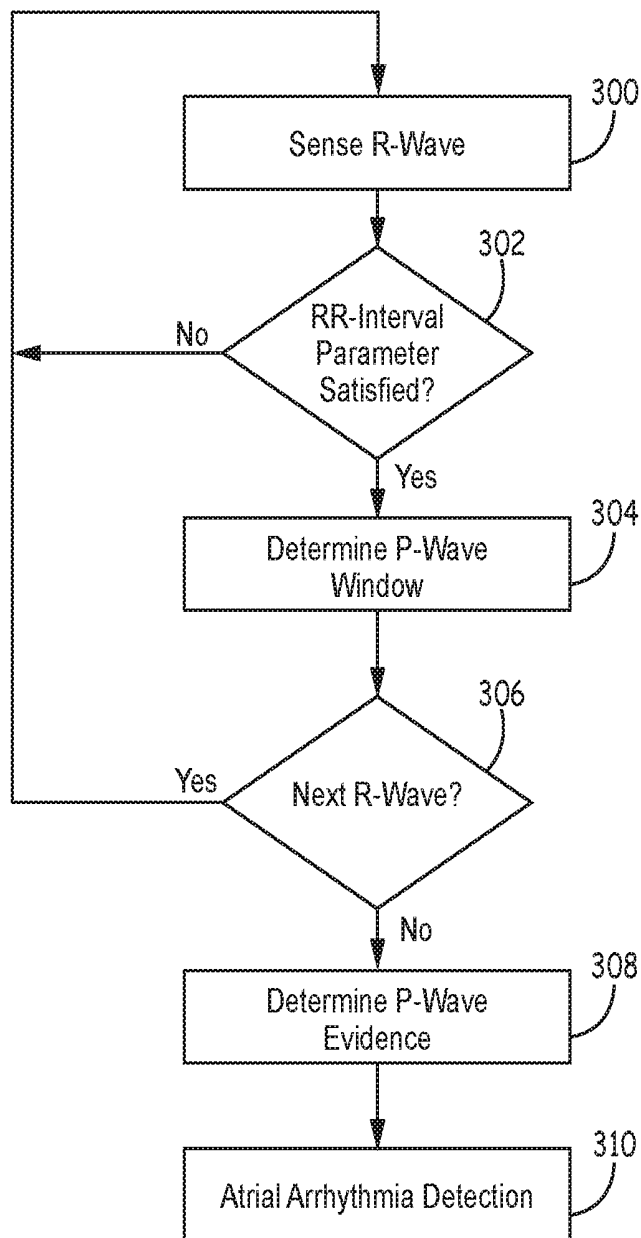 300
Sense R-Wave
302
RR-Interval
Parameter
Satisfied?
No
Yes
304
Determine P-Wave
Window
306
Next R-Wave?
Yes
No
308
Determine P-Wave
Evidence
310
Atrial Arrhythmia Detection